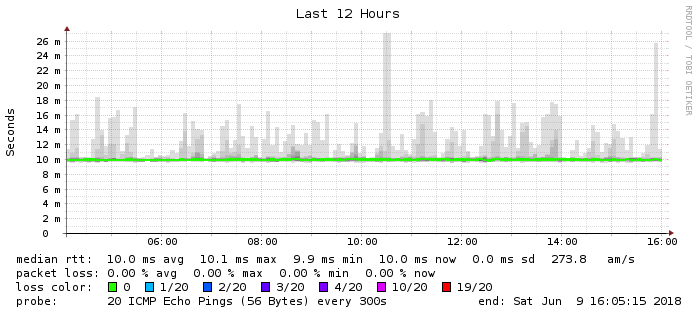 Last 12 Hours
RRDTOOL / TOBI OETIKER
Seconds
26 m
24 m
22 m
20 m
18 m
16 m
14 m
12 m
10 m
8 m
6 m
4 m
2 m
0
06:00 08:00 10:00 12:00 14:00 16:00
median rtt: 10.0 ms avg 10.1 ms max 9.9 ms min 10.0 ms now 0.0 ms sd 273.8 am/s
packet loss: 0.00 % avg 0.00 % max 0.00 % min 0.00 % now
loss color: 0 1/20 2/20 3/20 4/20 10/20 19/20
probe: 20 ICMP Echo Pings (56 Bytes) every 300s end: Sat Jun 9 16:05:15 2018